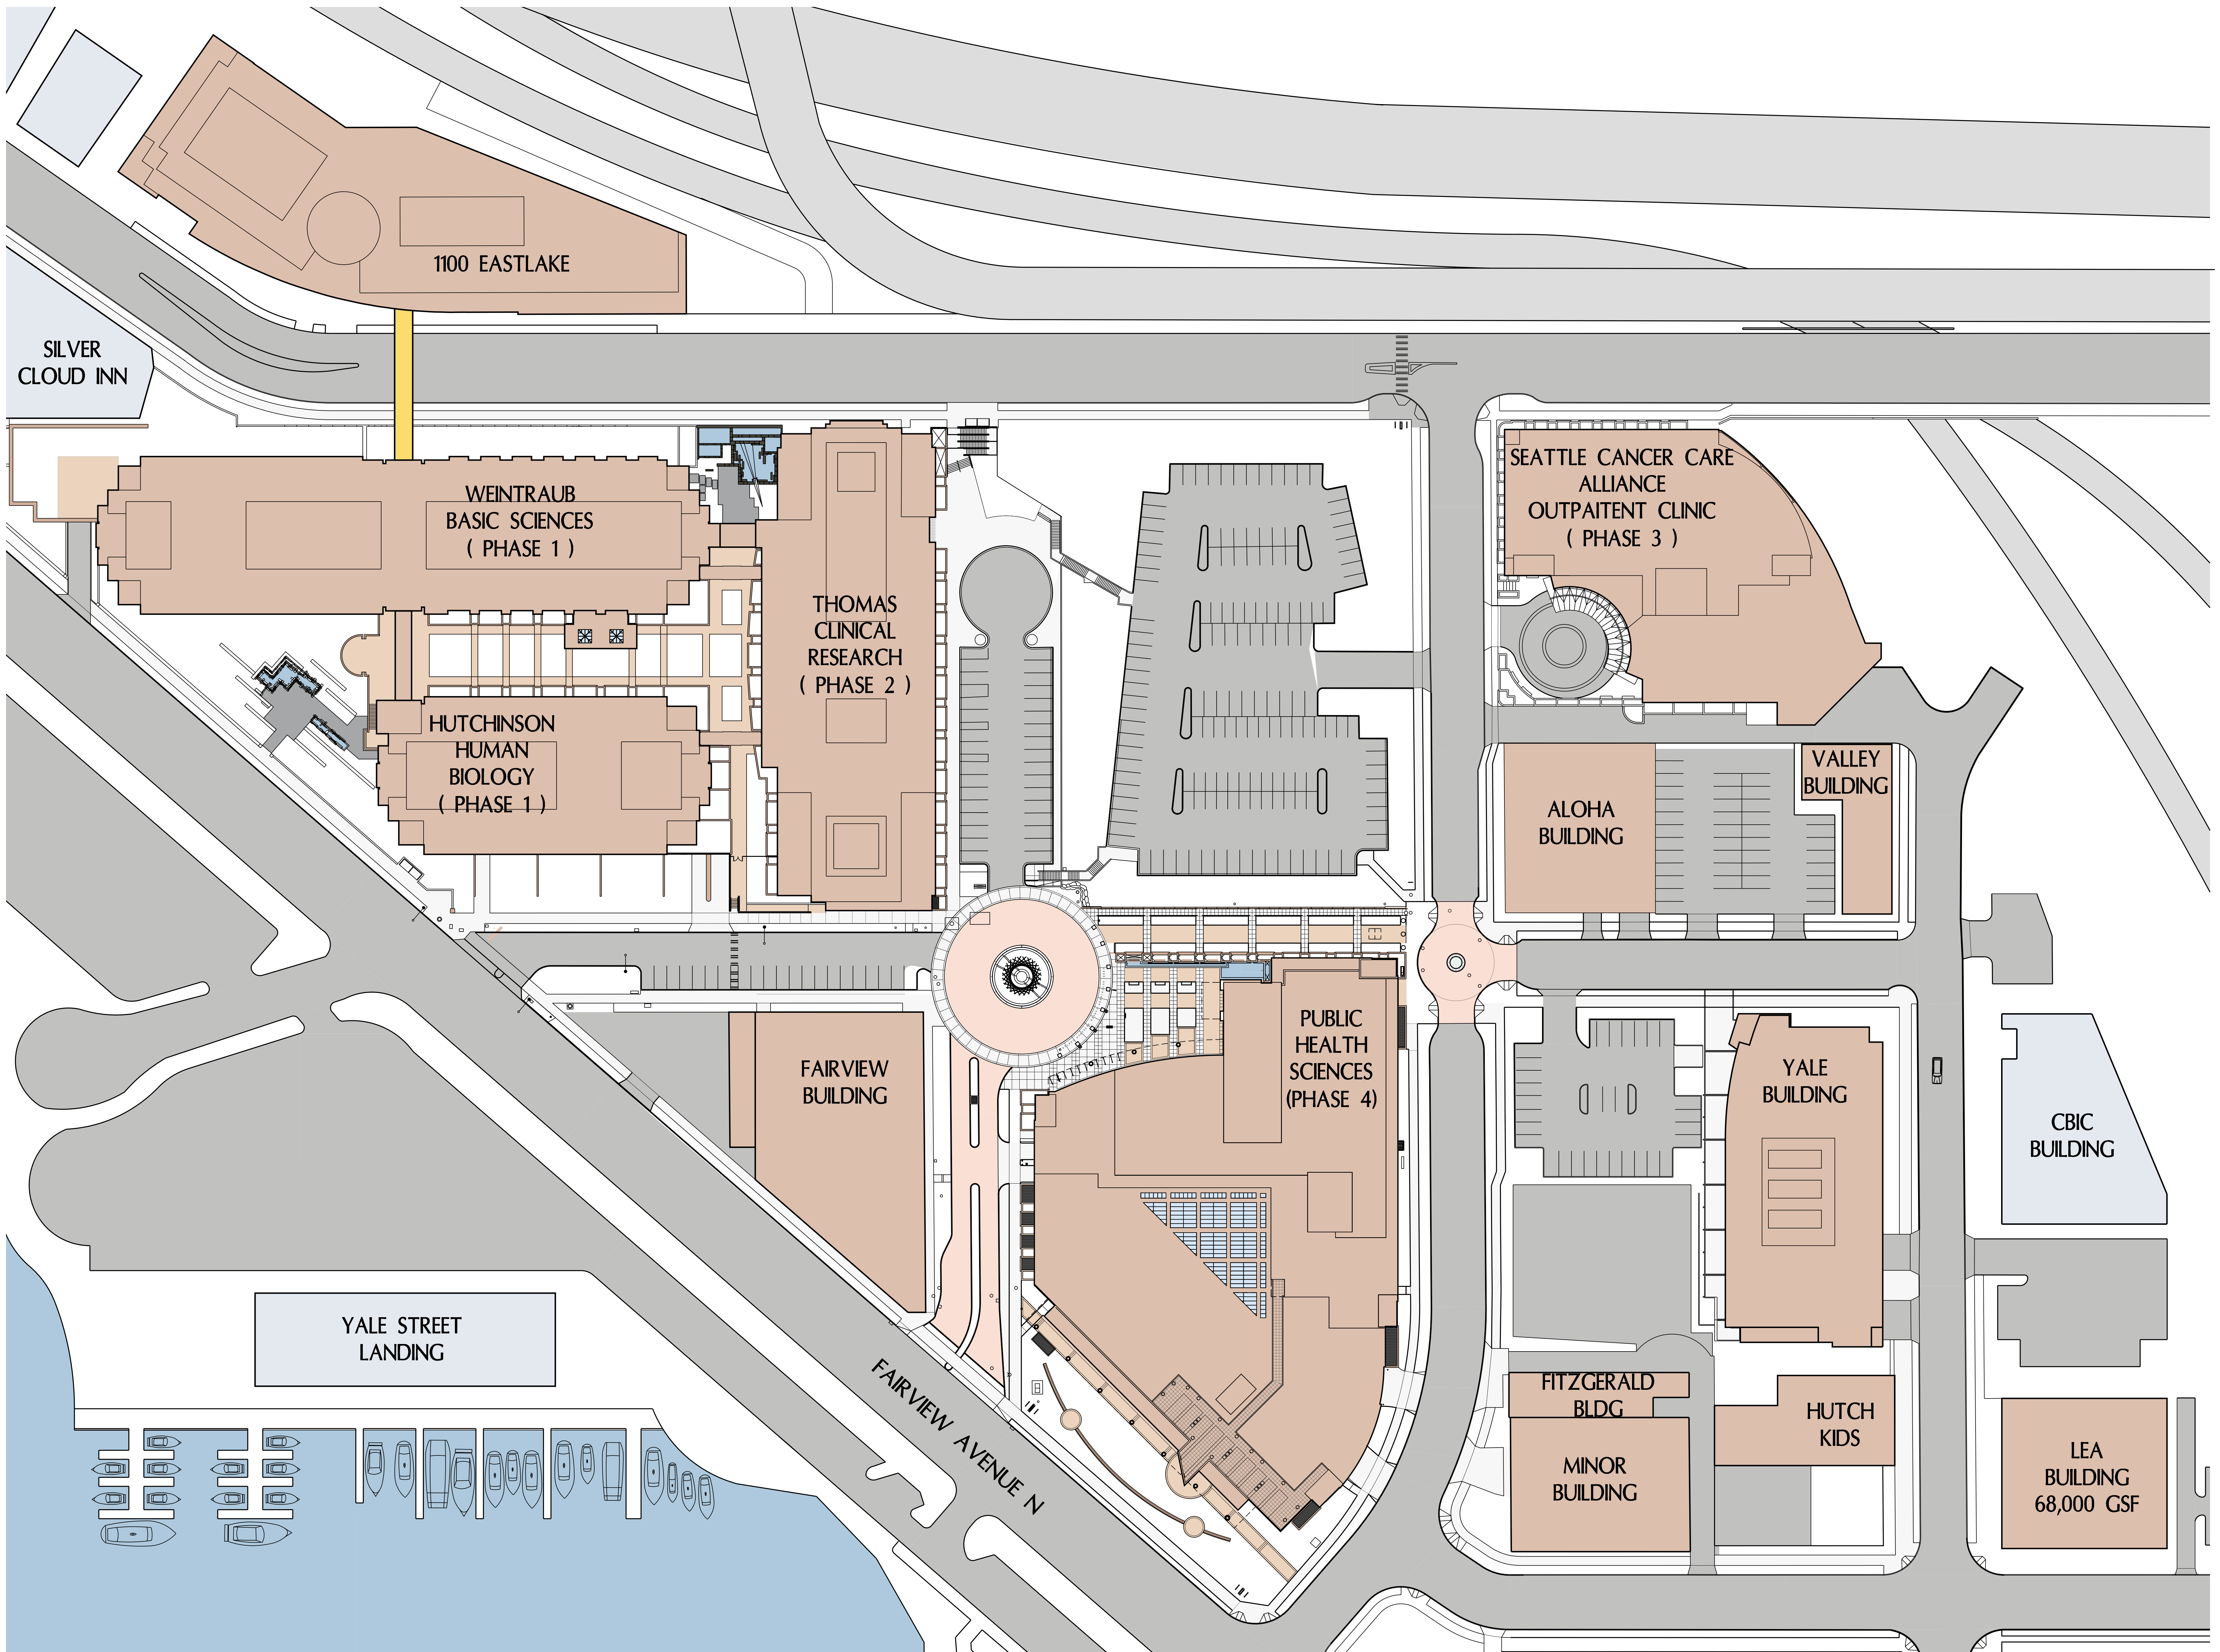 1100 EASTLAKE
SILVER
CLOUD INN
WEINTRAUB
BASIC SCIENCES
( PHASE 1 )
SEATTLE CANCER CARE
ALLIANCE
OUTPAITENT CLINIC
( PHASE 3 )
THOMAS
CLINICAL
RESEARCH
( PHASE 2 )
HUTCHINSON
HUMAN
BIOLOGY
( PHASE 1 )
ALOHA
BUILDING
VALLEY
BUILDING
FAIRVIEW
BUILDING
PUBLIC
HEALTH
SCIENCES
(PHASE 4)
YALE
BUILDING
CBIC
BUILDING
YALE STREET
LANDING
FAIRVIEW AVENUE N
FITZGERALD
BLDG
HUTCH
KIDS
MINOR
BUILDING
LEA
BUILDING
68,000 GSF